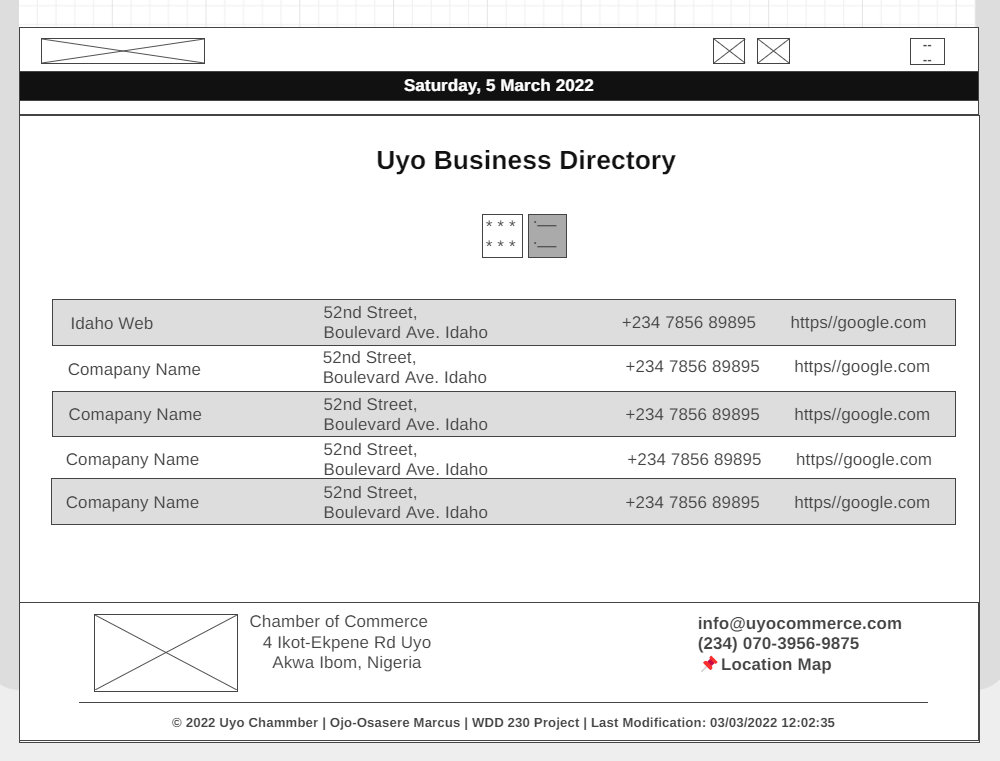 --
--
Saturday, 5 March 2022
Uyo Business Directory
* * *
* * *
Idaho Web 52nd Street, +234 7856 89895 https//google.com
Boulevard Ave. Idaho
Comapany Name 52nd Street, +234 7856 89895 https//google.com
Boulevard Ave. Idaho
Comapany Name 52nd Street, +234 7856 89895 https//google.com
Boulevard Ave. Idaho
Comapany Name 52nd Street, +234 7856 89895 https//google.com
Boulevard Ave. Idaho
Comapany Name 52nd Street, +234 7856 89895 https//google.com
Boulevard Ave. Idaho
Chamber of Commerce
4 Ikot-Ekpene Rd Uyo
Akwa Ibom, Nigeria
info@uyocommerce.com
(234) 070-3956-9875
📌Location Map
© 2022 Uyo Chammber | Ojo-Osasere Marcus | WDD 230 Project | Last Modification: 03/03/2022 12:02:35